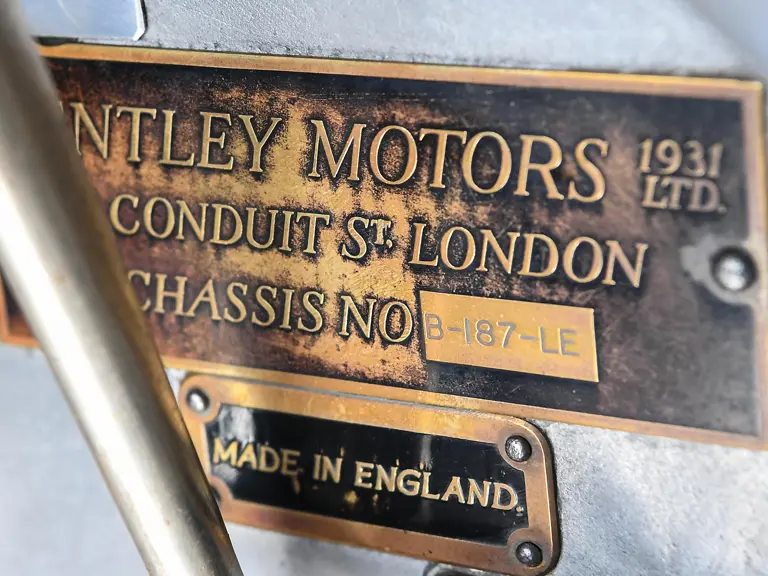 NTLEY MOTORS 1931 LTD.
CONDUIT ST. LONDON
CHASSIS NO B-187-LE
MADE IN ENGLAND.